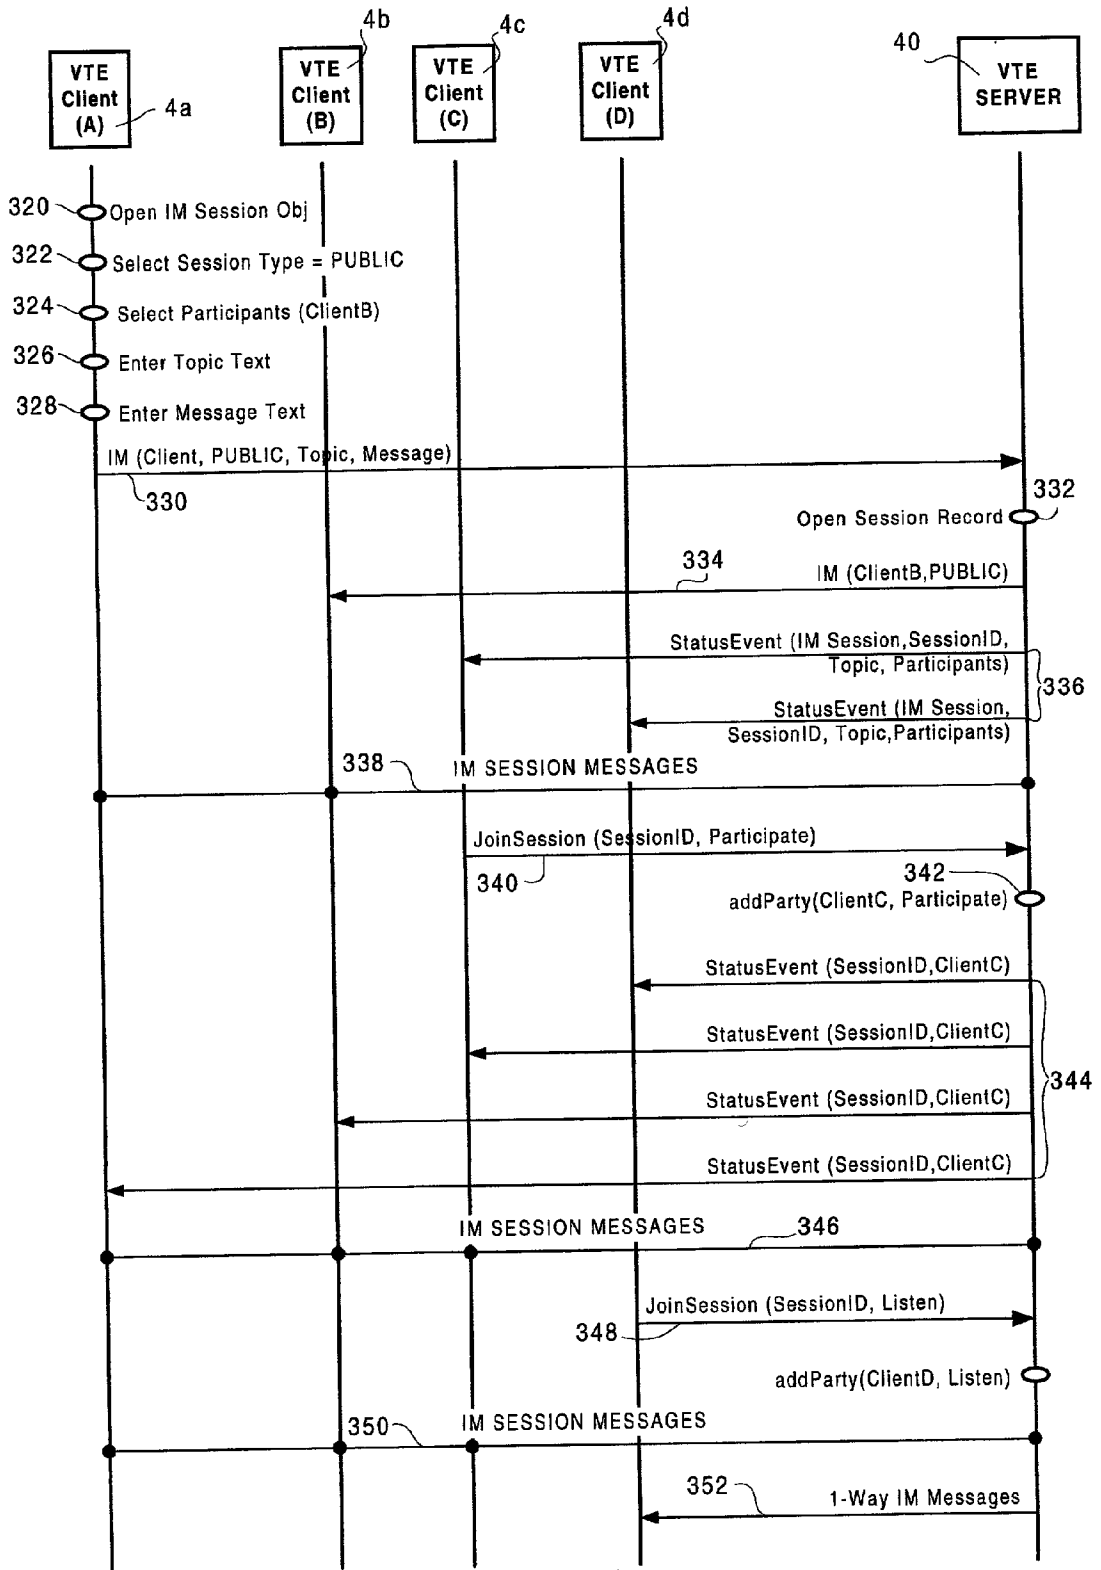 4b
4c
4d
40
VTE
Client
(A)
4a
VTE
Client
(B)
VTE
Client
(C)
VTE
Client
(D)
VTE
SERVER
320
Open IM Session Obj
322
Select Session Type = PUBLIC
324
Select Participants (ClientB)
326
Enter Topic Text
328
Enter Message Text
IM (Client, PUBLIC, Topic, Message)
330
332
Open Session Record
334
IM (ClientB,PUBLIC)
StatusEvent (IM Session,SessionID,
Topic, Participants)
336
StatusEvent (IM Session,
SessionID, Topic,Participants)
338
IM SESSION MESSAGES
JoinSession (SessionID, Participate)
340
342
addParty(ClientC, Participate)
StatusEvent (SessionID,ClientC)
StatusEvent (SessionID,ClientC)
344
StatusEvent (SessionID,ClientC)
StatusEvent (SessionID,ClientC)
IM SESSION MESSAGES
346
JoinSession (SessionID, Listen)
348
addParty(ClientD, Listen)
350
IM SESSION MESSAGES
352
1-Way IM Messages